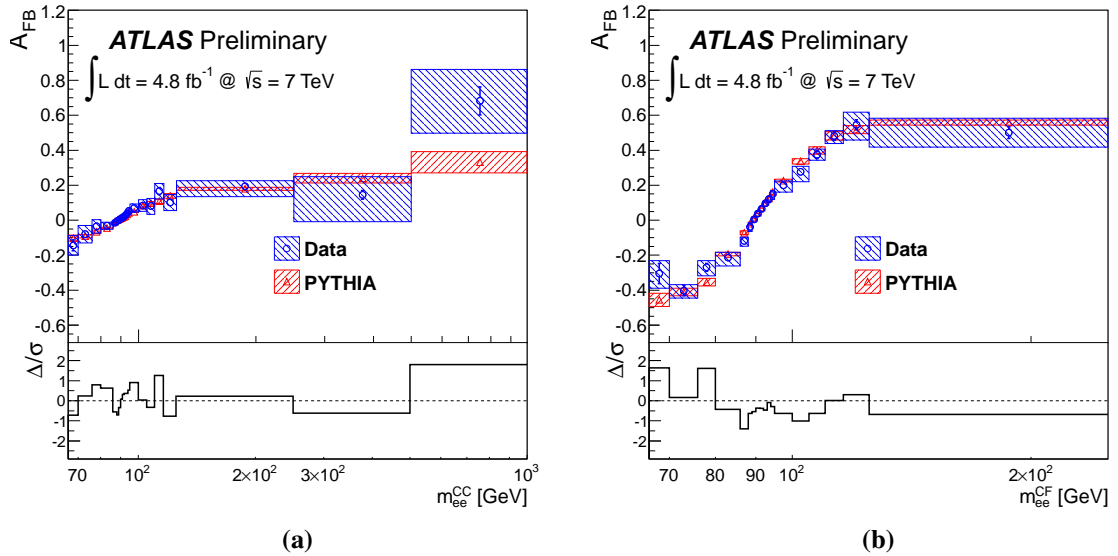 A_FB
1.2
1
0.8
0.6
0.4
0.2
0
-0.2
-0.4
-0.6
ATLAS Preliminary
∫ L dt = 4.8 fb⁻¹ @ √s = 7 TeV
Data
PYTHIA
Δ/σ
2
1
0
-1
-2
70
10²
2×10²
3×10²
10³
m_ee^CC [GeV]
(a)
A_FB
1.2
1
0.8
0.6
0.4
0.2
0
-0.2
-0.4
-0.6
ATLAS Preliminary
∫ L dt = 4.8 fb⁻¹ @ √s = 7 TeV
Data
PYTHIA
Δ/σ
2
1
0
-1
-2
70
80
90
10²
2×10²
m_ee^CF [GeV]
(b)